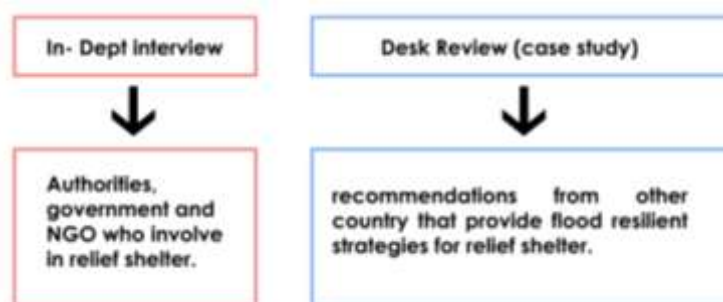 In- Dept interview
Desk Review (case study)
Authorities,
government and
NGO who involve
in relief shelter.
recommendations from other
country that provide flood resilient
strategies for relief shelter.